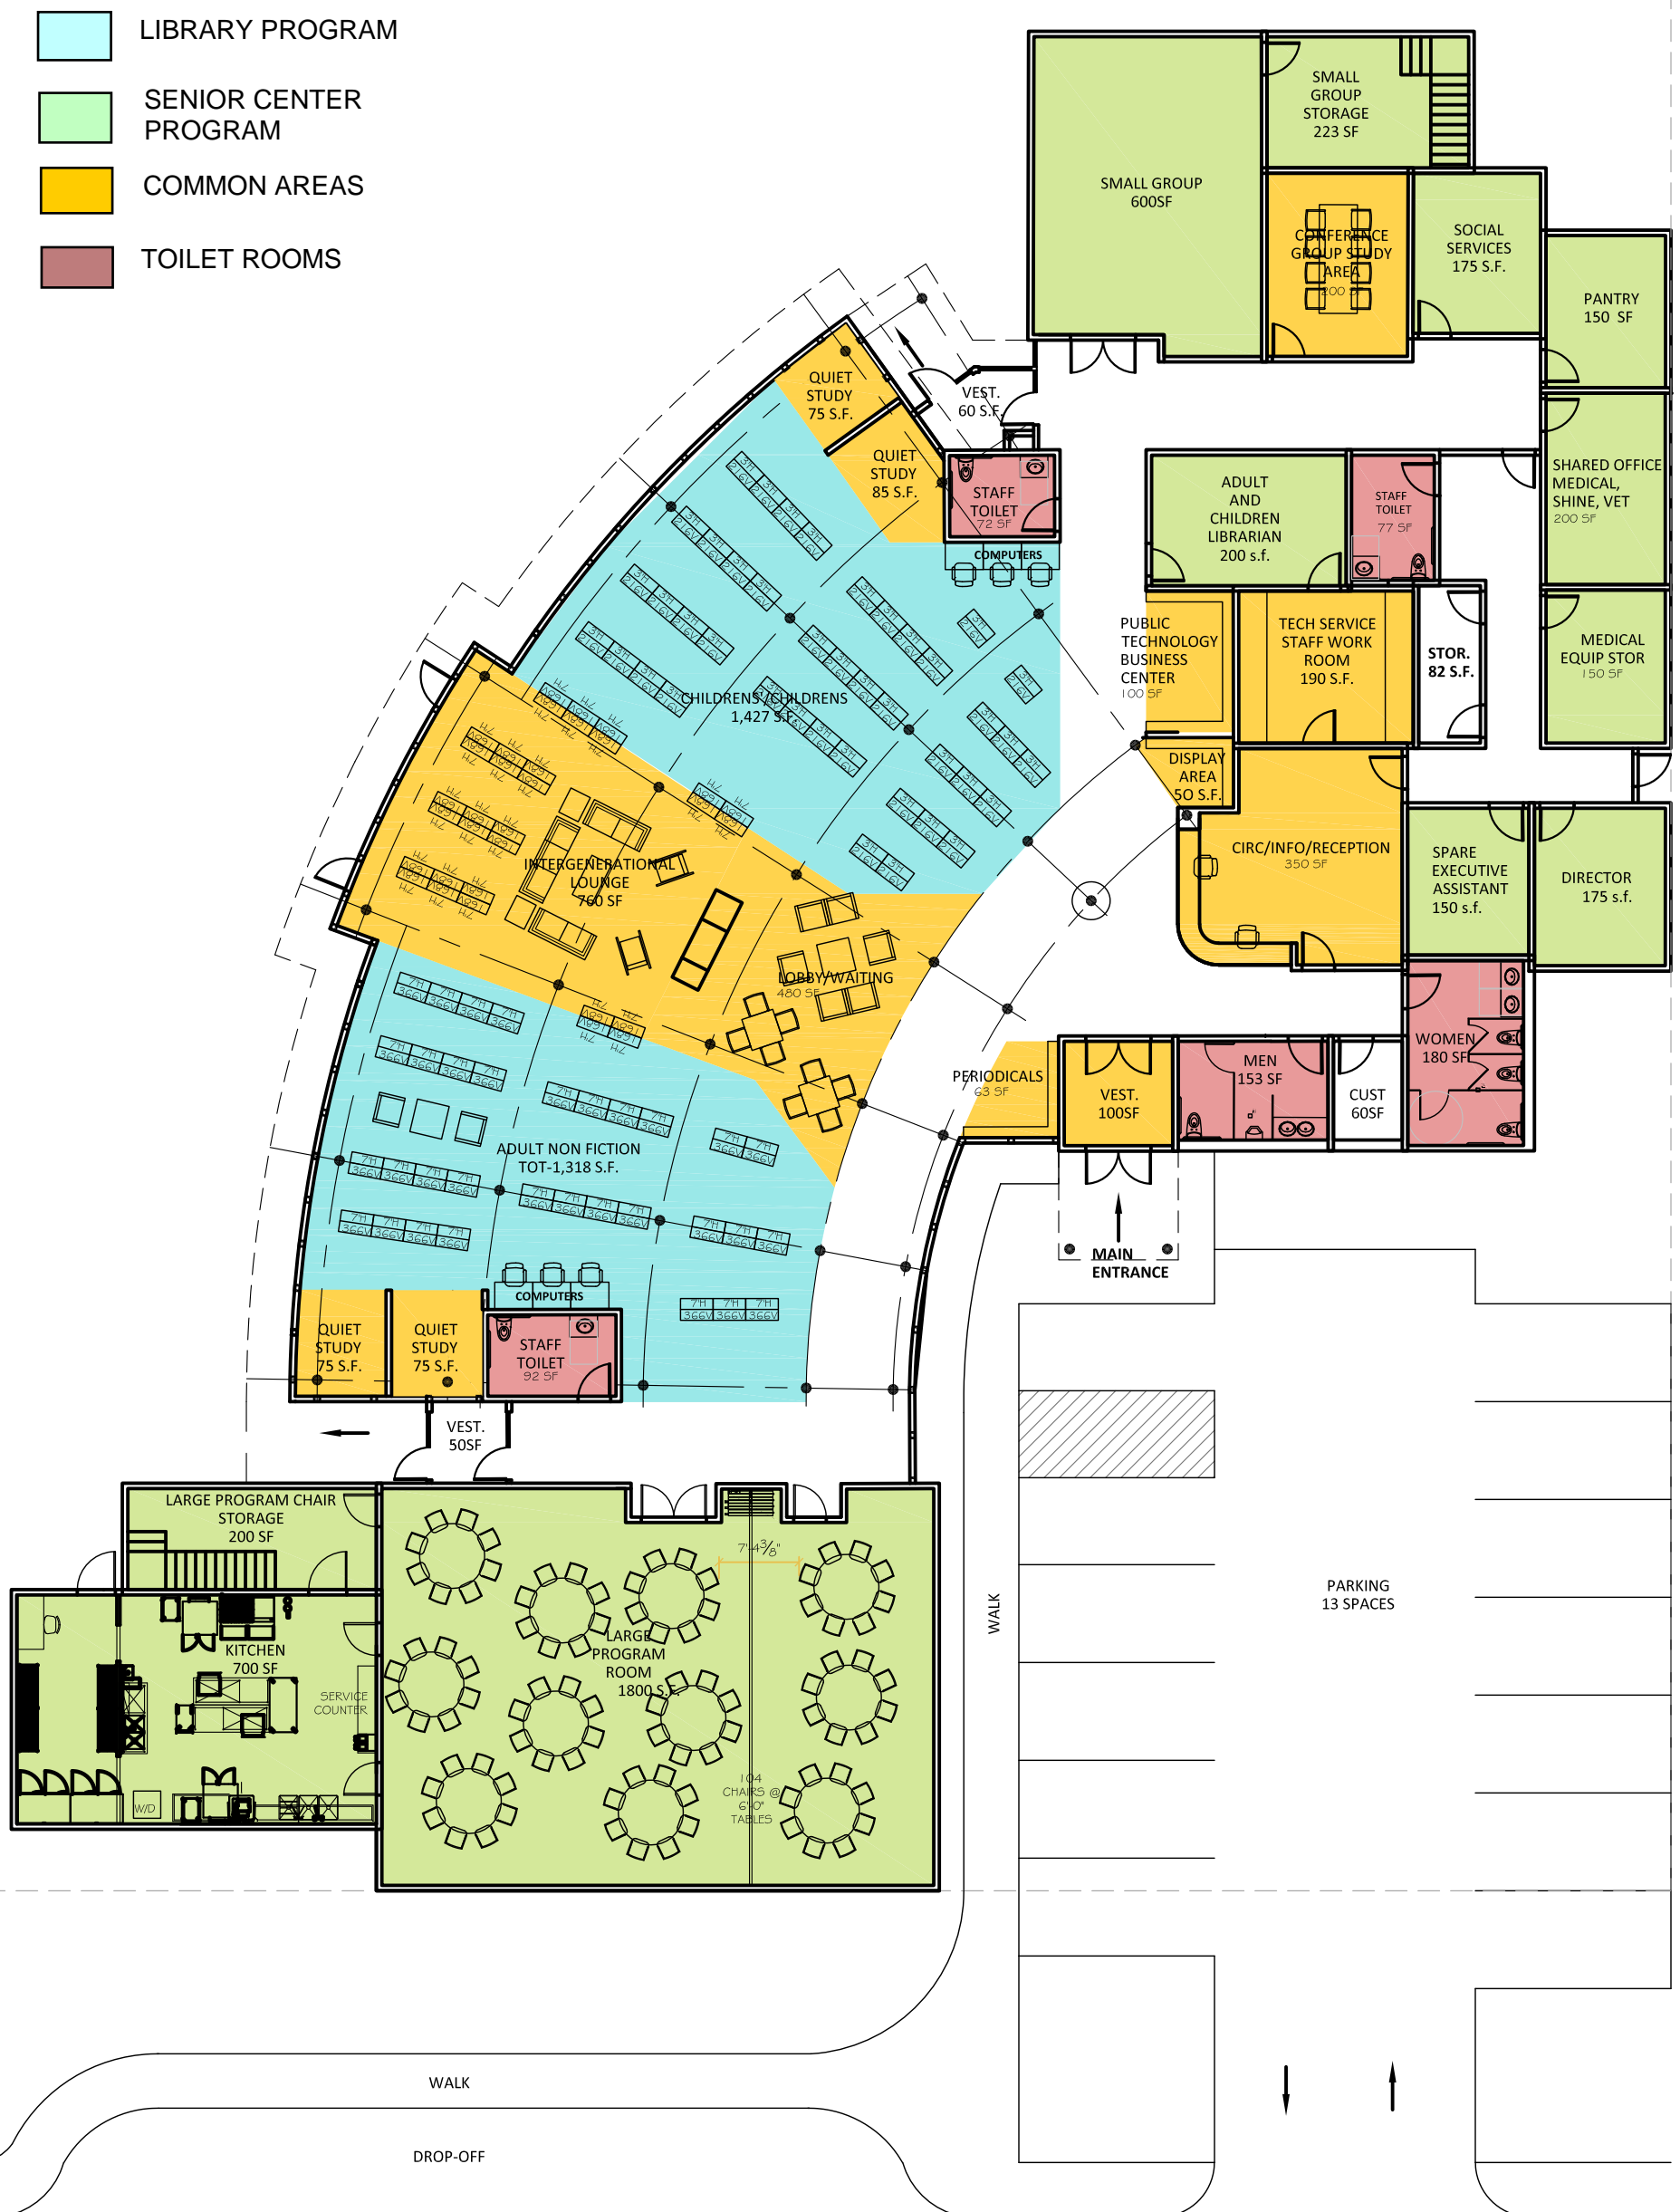 LIBRARY PROGRAM
SENIOR CENTER
PROGRAM
COMMON AREAS
TOILET ROOMS
SMALL
GROUP
STORAGE
223 SF
SMALL GROUP
600SF
CONFERENCE
GROUP STUDY
AREA
200 SF
SOCIAL
SERVICES
175 S.F.
PANTRY
150 SF
QUIET
STUDY
75 S.F.
VEST.
60 S.F.
QUIET
STUDY
85 S.F.
STAFF
TOILET
72 SF
COMPUTERS
ADULT
AND
CHILDREN
LIBRARIAN
200 s.f.
STAFF
TOILET
77 SF
SHARED OFFICE
MEDICAL,
SHINE, VET
200 SF
PUBLIC
TECHNOLOGY
BUSINESS
CENTER
100 SF
TECH SERVICE
STAFF WORK
ROOM
190 S.F.
STOR.
82 S.F.
MEDICAL
EQUIP STOR
150 SF
CHILDRENS'/CHILDRENS
1,427 S.F.
DISPLAY
AREA
50 S.F.
CIRC/INFO/RECEPTION
350 SF
SPARE
EXECUTIVE
ASSISTANT
150 s.f.
DIRECTOR
175 s.f.
INTERGENERATIONAL
LOUNGE
760 SF
LOBBY/WAITING
480 SF
PERIODICALS
63 SF
VEST.
100SF
MEN
153 SF
CUST
60SF
WOMEN
180 SF
ADULT NON FICTION
TOT-1,318 S.F.
MAIN
ENTRANCE
COMPUTERS
QUIET
STUDY
75 S.F.
QUIET
STUDY
75 S.F.
STAFF
TOILET
92 SF
VEST.
50SF
LARGE PROGRAM CHAIR
STORAGE
200 SF
7'-4 3/8"
KITCHEN
700 SF
SERVICE
COUNTER
W/D
LARGE
PROGRAM
ROOM
1800 S.F.
104
CHAIRS @
6'-0"
TABLES
WALK
PARKING
13 SPACES
WALK
DROP-OFF